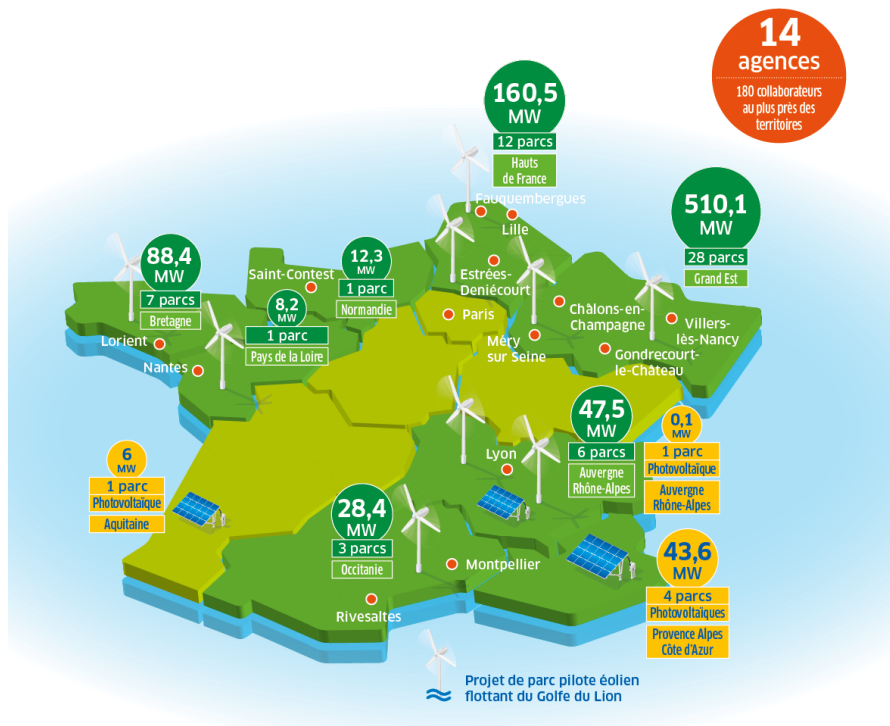 14
agences
180 collaborateurs
au plus près des
territoires
160,5
MW
12 parcs
Hauts
de France
Fauquembergues
Lille
Estrées-
Deniécourt
510,1
MW
28 parcs
Grand Est
88,4
MW
7 parcs
Bretagne
Saint-Contest
12,3
MW
1 parc
Normandie
8,2
MW
1 parc
Pays de la Loire
Lorient
Nantes
Paris
Châlons-en-
Champagne
Méry
sur Seine
Villers-
lès-Nancy
Gondrecourt-
le-Château
47,5
MW
6 parcs
Auvergne
Rhône-Alpes
0,1
MW
1 parc
Photovoltaïque
Auvergne
Rhône-Alpes
Lyon
6
MW
1 parc
Photovoltaïque
Aquitaine
28,4
MW
3 parcs
Occitanie
Montpellier
Rivesaltes
43,6
MW
4 parcs
Photovoltaïques
Provence Alpes
Côte d'Azur
Projet de parc pilote éolien
flottant du Golfe du Lion